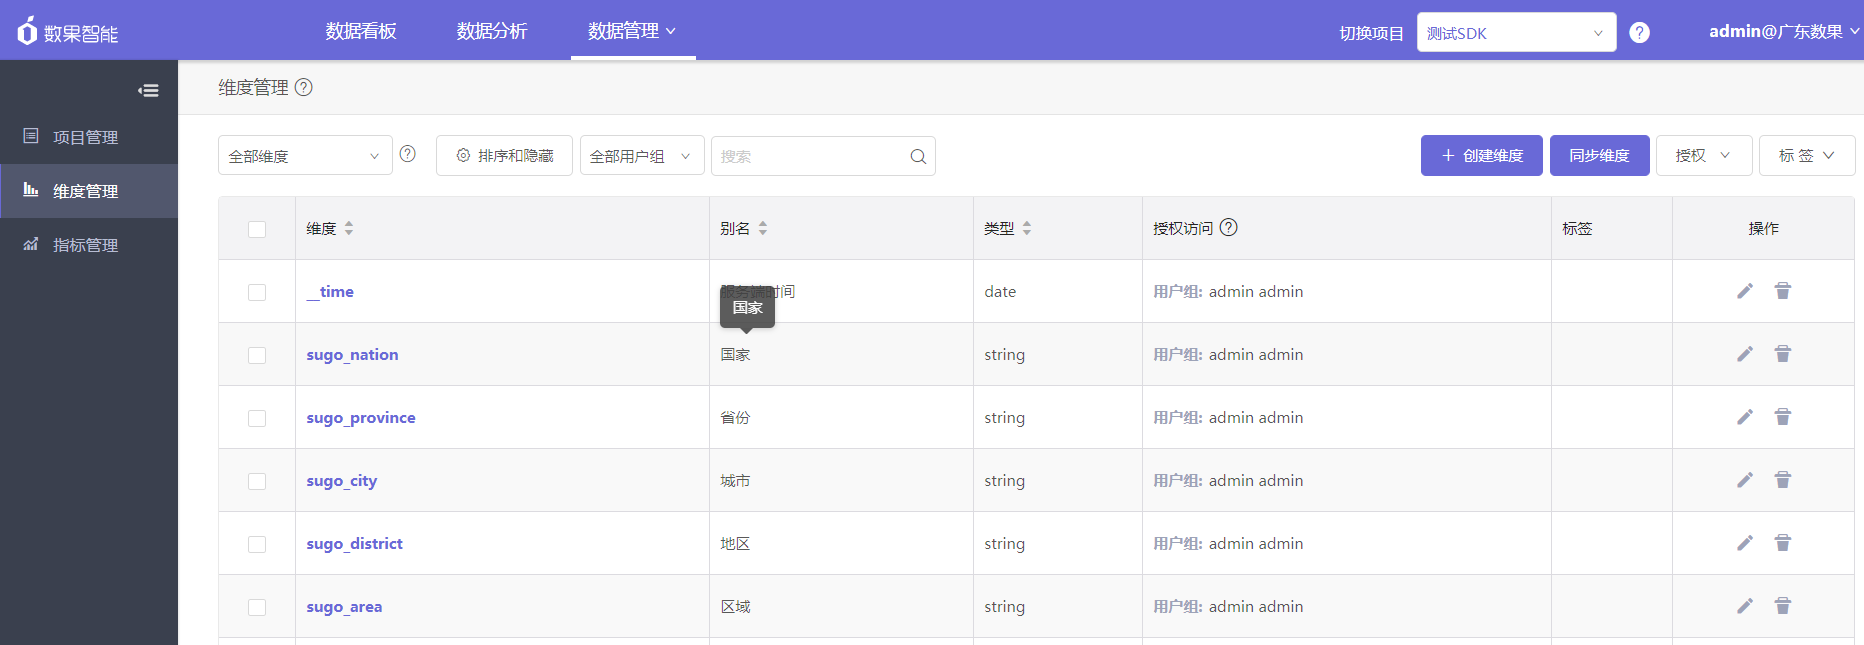 数果智能
数据看板 数据分析 数据管理
切换项目 测试SDK ? admin@广东数果
维度管理 ?
项目管理
维度管理
指标管理
全部维度 ? 排序和隐藏 全部用户组 搜索 + 创建维度 同步维度 授权 标签
维度 别名 类型 授权访问 ? 标签 操作
__time 服务端时间 date 用户组: admin admin
国家
sugo_nation 国家 string 用户组: admin admin
sugo_province 省份 string 用户组: admin admin
sugo_city 城市 string 用户组: admin admin
sugo_district 地区 string 用户组: admin admin
sugo_area 区域 string 用户组: admin admin